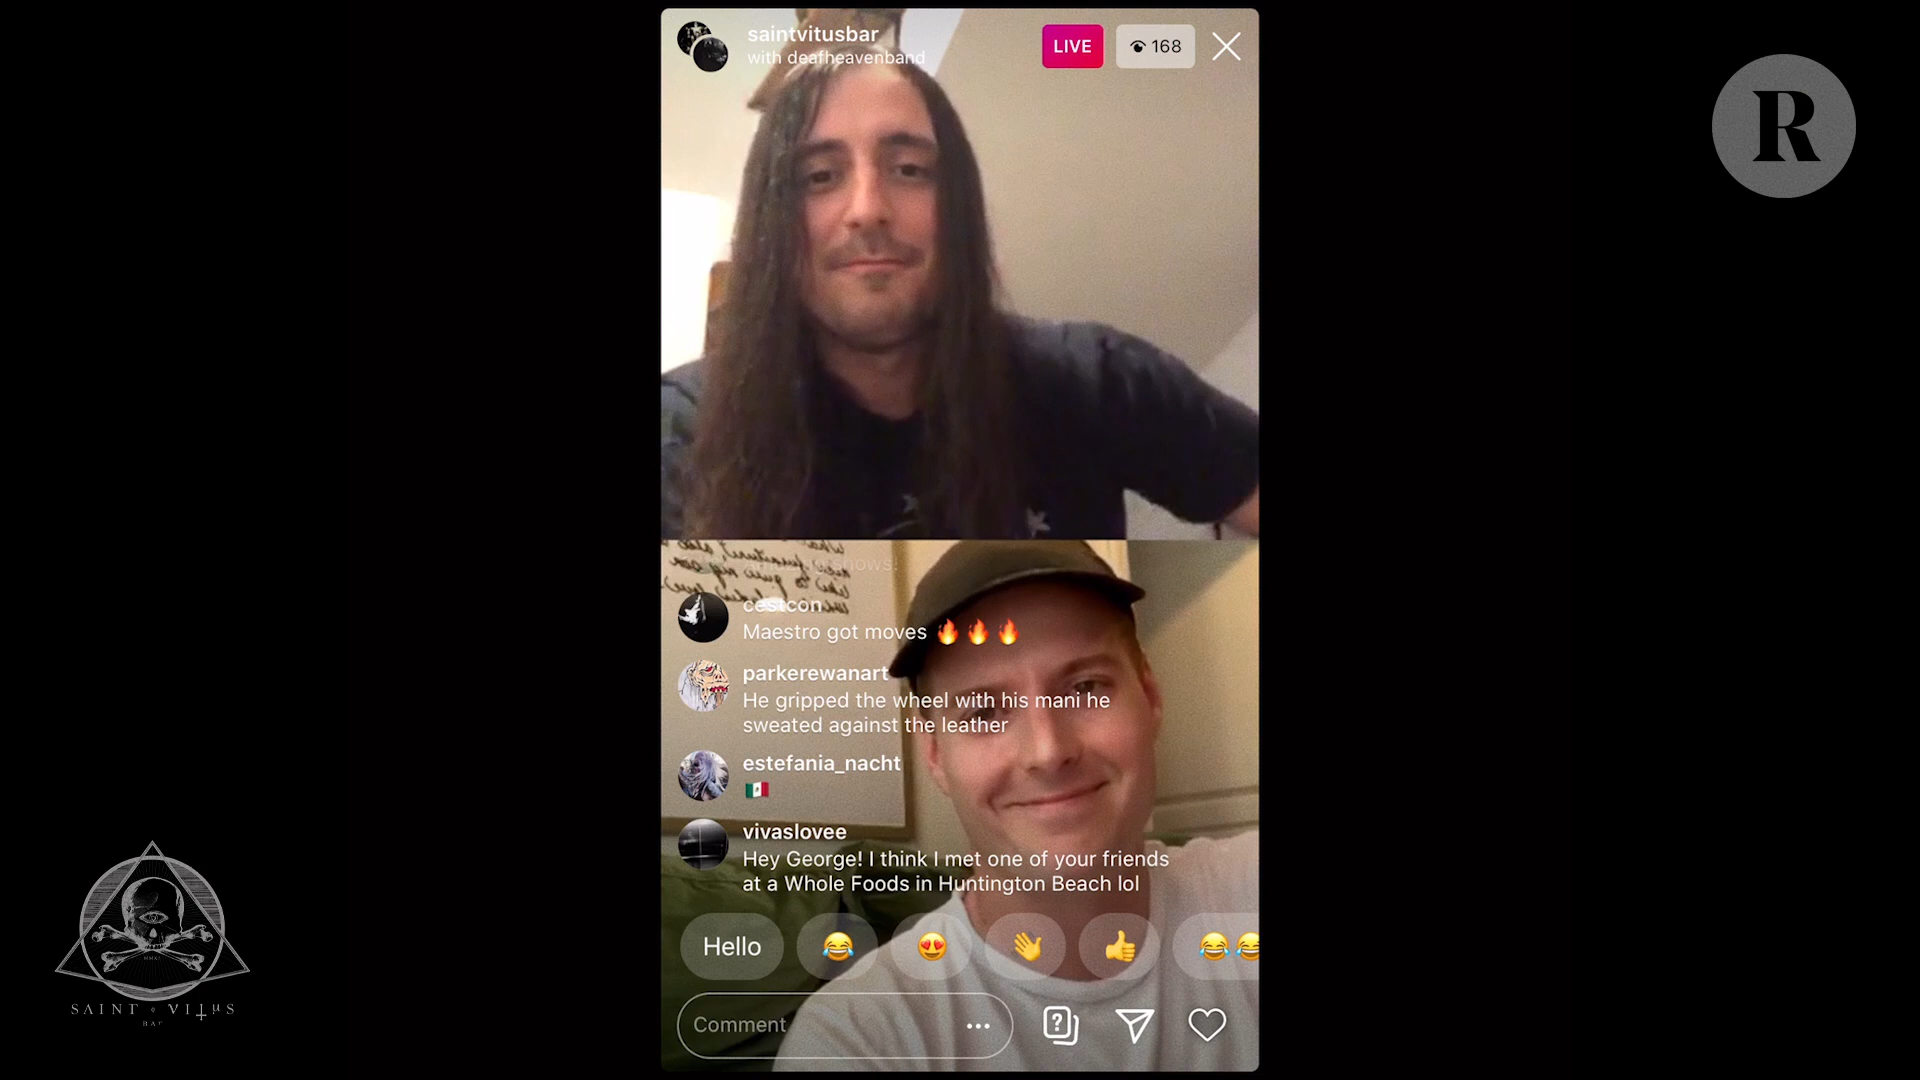 saintvitusbar
with deafheavenband
LIVE
168
R
shows!
cestcon
Maestro got moves 🔥🔥🔥
parkerewanart
He gripped the wheel with his mani he
sweated against the leather
estefania_nacht
🇲🇽
vivaslovee
Hey George! I think I met one of your friends
at a Whole Foods in Huntington Beach lol
Hello 😂 😍 👋 👍 😂😂
Comment ...
SAINT VITUS
BAR